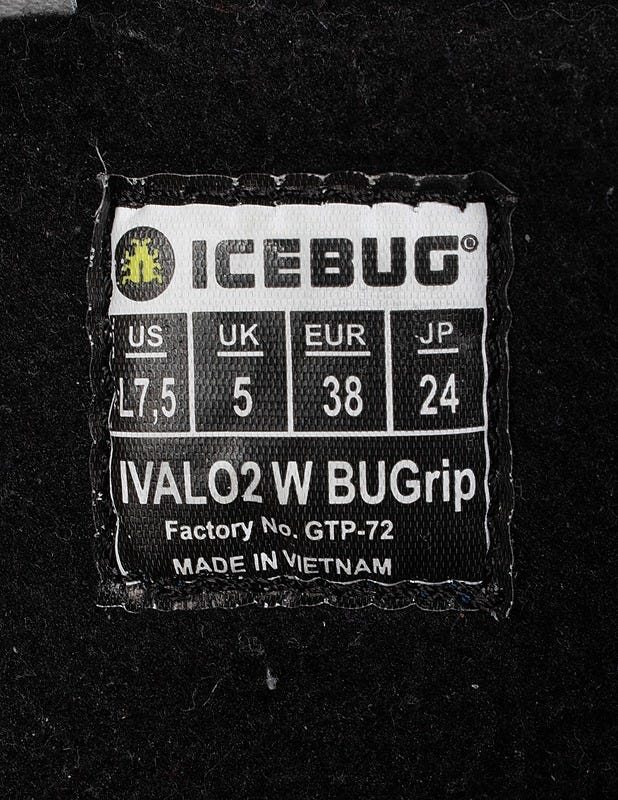 ICEBUG®
US UK EUR JP
L7,5 5 38 24
IVALO2 W BUGrip
Factory No. GTP-72
MADE IN VIETNAM